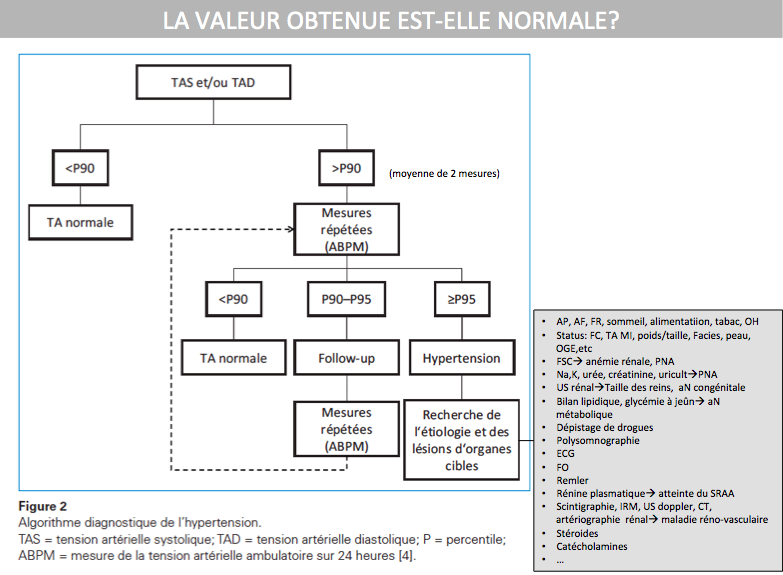 LA VALEUR OBTENUE EST-ELLE NORMALE?
TAS et/ou TAD
<P90
>P90
(moyenne de 2 mesures)
TA normale
Mesures
répétées
(ABPM)
<P90
P90–P95
≥P95
TA normale
Follow-up
Hypertension
Mesures
répétées
(ABPM)
Recherche de
l'étiologie et des
lésions d'organes
cibles
• AP, AF, FR, sommeil, alimentatiion, tabac, OH
• Status: FC, TA MI, poids/taille, Facies, peau,
OGE,etc
• FSC→ anémie rénale, PNA
• Na,K, urée, créatinine, uricult→PNA
• US rénal→Taille des reins, aN congénitale
• Bilan lipidique, glycémie à jeûn→ aN
métabolique
• Dépistage de drogues
• Polysomnographie
• ECG
• FO
• Remler
• Rénine plasmatique→ atteinte du SRAA
• Scintigraphie, IRM, US doppler, CT,
artériographie rénal→ maladie réno-vasculaire
• Stéroides
• Catécholamines
• ...
Figure 2
Algorithme diagnostique de l'hypertension.
TAS = tension artérielle systolique; TAD = tension artérielle diastolique; P = percentile;
ABPM = mesure de la tension artérielle ambulatoire sur 24 heures [4].